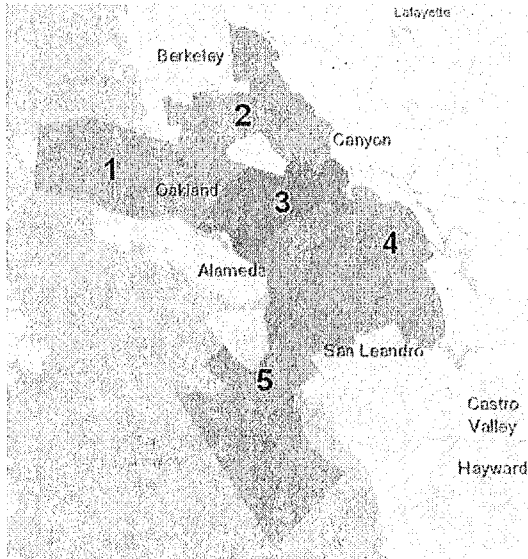 Lafayette
Berkeley
2
Canyon
1
Oakland
3
4
Alameda
San Leandro
5
Castro
Valley
Hayward